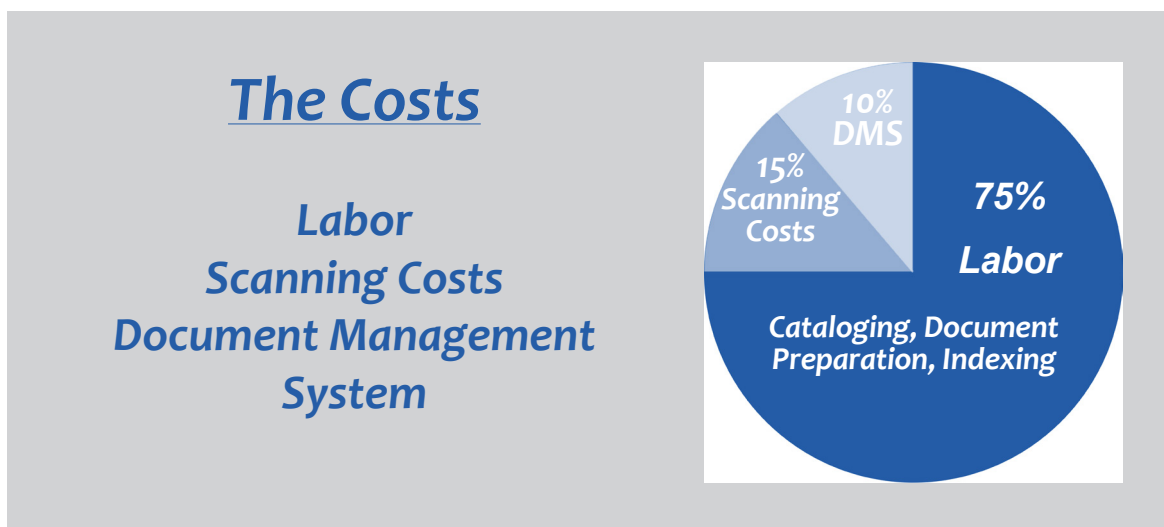 The Costs
Labor
Scanning Costs
Document Management
System
10%
DMS
15%
Scanning
Costs
75%
Labor
Cataloging, Document
Preparation, Indexing